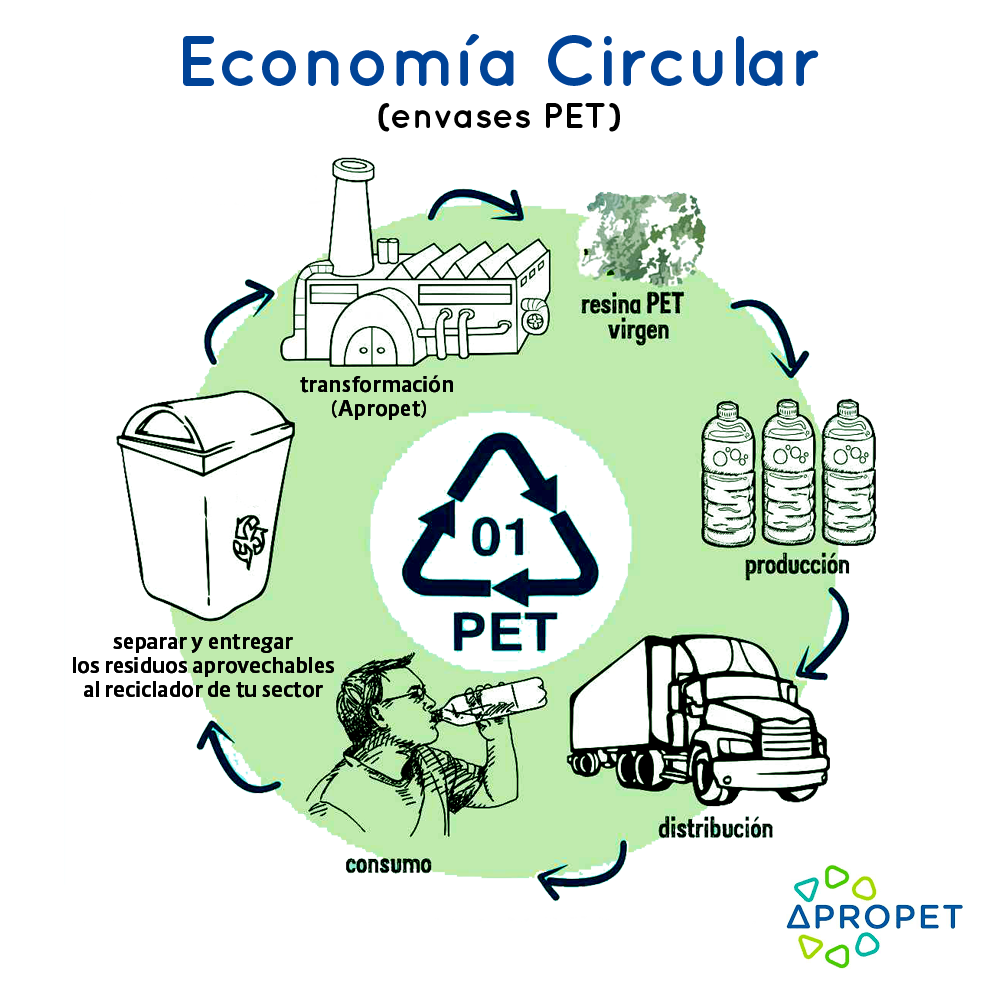 Economía Circular
(envases PET)
transformación
(Apropet)
resina PET
virgen
producción
distribución
consumo
separar y entregar
los residuos aprovechables
al reciclador de tu sector
01
PET
APROPET